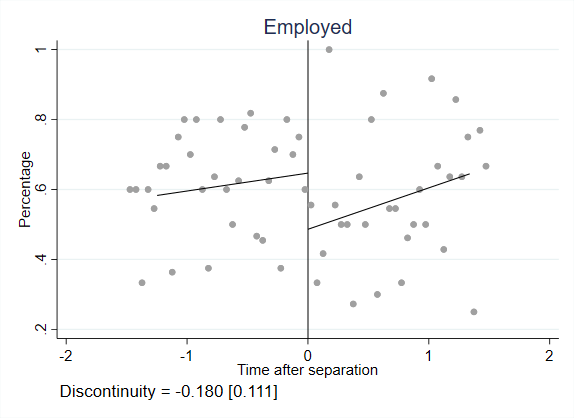 Employed
Percentage
1
.8
.6
.4
.2
-2 -1 0 1 2
Time after separation
Discontinuity = -0.180 [0.111]